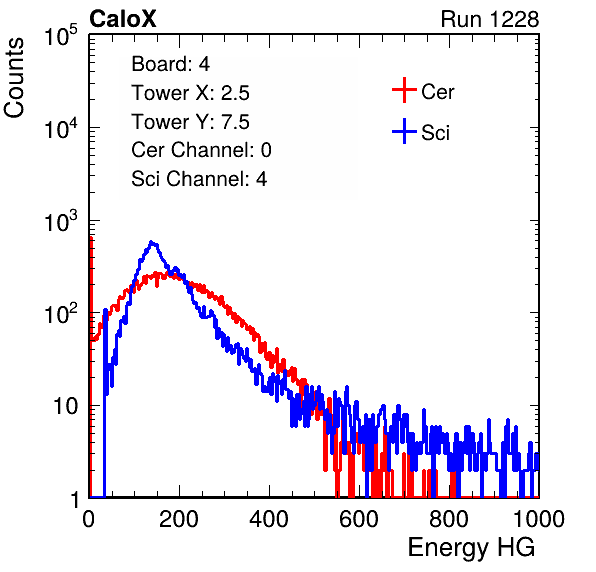 CaloX Run 1228
Counts
10^5
10^4
10^3
10^2
10
1
Board: 4
Tower X: 2.5
Tower Y: 7.5
Cer Channel: 0
Sci Channel: 4
Cer
Sci
0 200 400 600 800 1000
Energy HG